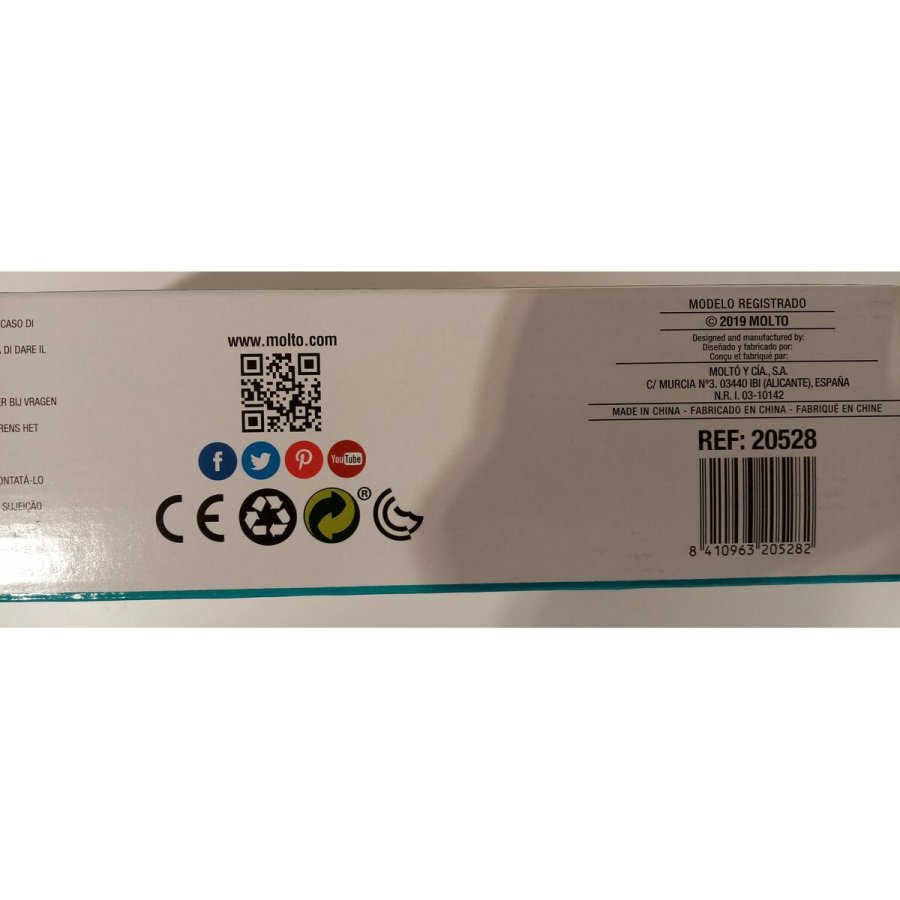 CASO DI
A DI DARE IL
ER BIJ VRAGEN
RENS HET
ONTATÁ-LO
SUJEIÇÃO
www.molto.com
f
P
YouTube
CE
®
MODELO REGISTRADO
© 2019 MOLTO
Designed and manufactured by:
Diseñado y fabricado por:
Conçu et fabriqué par:
MOLTÓ Y CÍA., S.A.
C/ MURCIA Nº3. 03440 IBI (ALICANTE), ESPAÑA
N.R. I. 03-10142
MADE IN CHINA - FABRICADO EN CHINA - FABRIQUÉ EN CHINE
REF: 20528
8 410963 205282